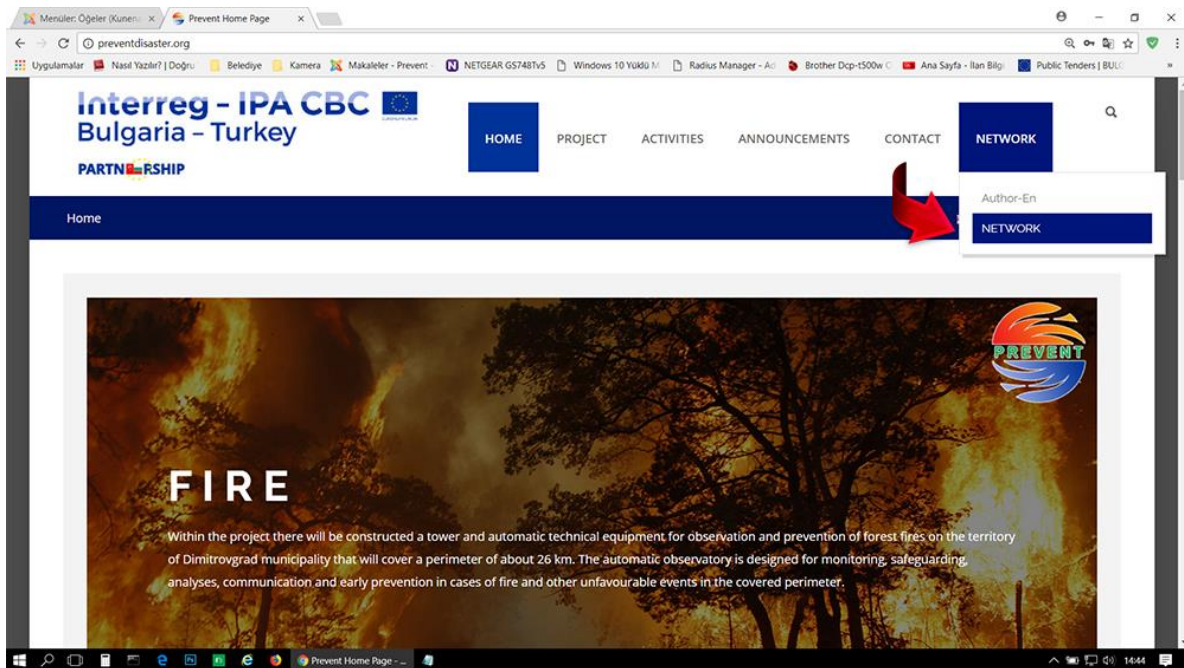 Menüler: Öğeler (Kunena
Prevent Home Page
preventdisaster.org
Uygulamalar
Nasıl Yazılır? | Doğru
Belediye
Kamera
Makaleler - Prevent -
NETGEAR GS748Tv5
Windows 10 Yüklü M
Radius Manager - Ad
Brother Dcp-t500w C
Ana Sayfa - İlan Bilgi
Public Tenders | BULG
Interreg - IPA CBC
Bulgaria - Turkey
PARTNERSHIP
HOME
PROJECT
ACTIVITIES
ANNOUNCEMENTS
CONTACT
NETWORK
Author-En
NETWORK
Home
PREVENT
FIRE
Within the project there will be constructed a tower and automatic technical equipment for observation and prevention of forest fires on the territory
of Dimitrovgrad municipality that will cover a perimeter of about 26 km. The automatic observatory is designed for monitoring, safeguarding,
analyses, communication and early prevention in cases of fire and other unfavourable events in the covered perimeter.
Prevent Home Page - ...
14:44